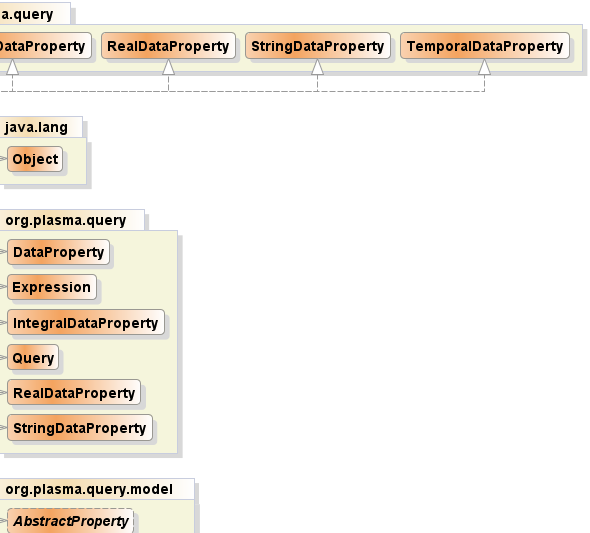 a.query
DataProperty
RealDataProperty
StringDataProperty
TemporalDataProperty
java.lang
Object
org.plasma.query
DataProperty
Expression
IntegralDataProperty
Query
RealDataProperty
StringDataProperty
org.plasma.query.model
AbstractProperty